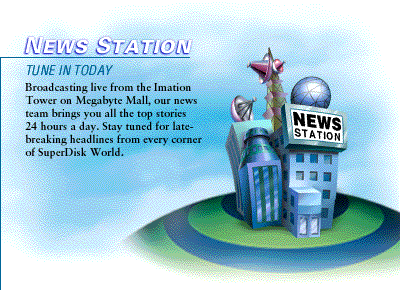 NEWS STATION
TUNE IN TODAY
Broadcasting live from the Imation
Tower on Megabyte Mall, our news
team brings you all the top stories
24 hours a day. Stay tuned for late-
breaking headlines from every corner
of SuperDisk World.
NEWS
STATION